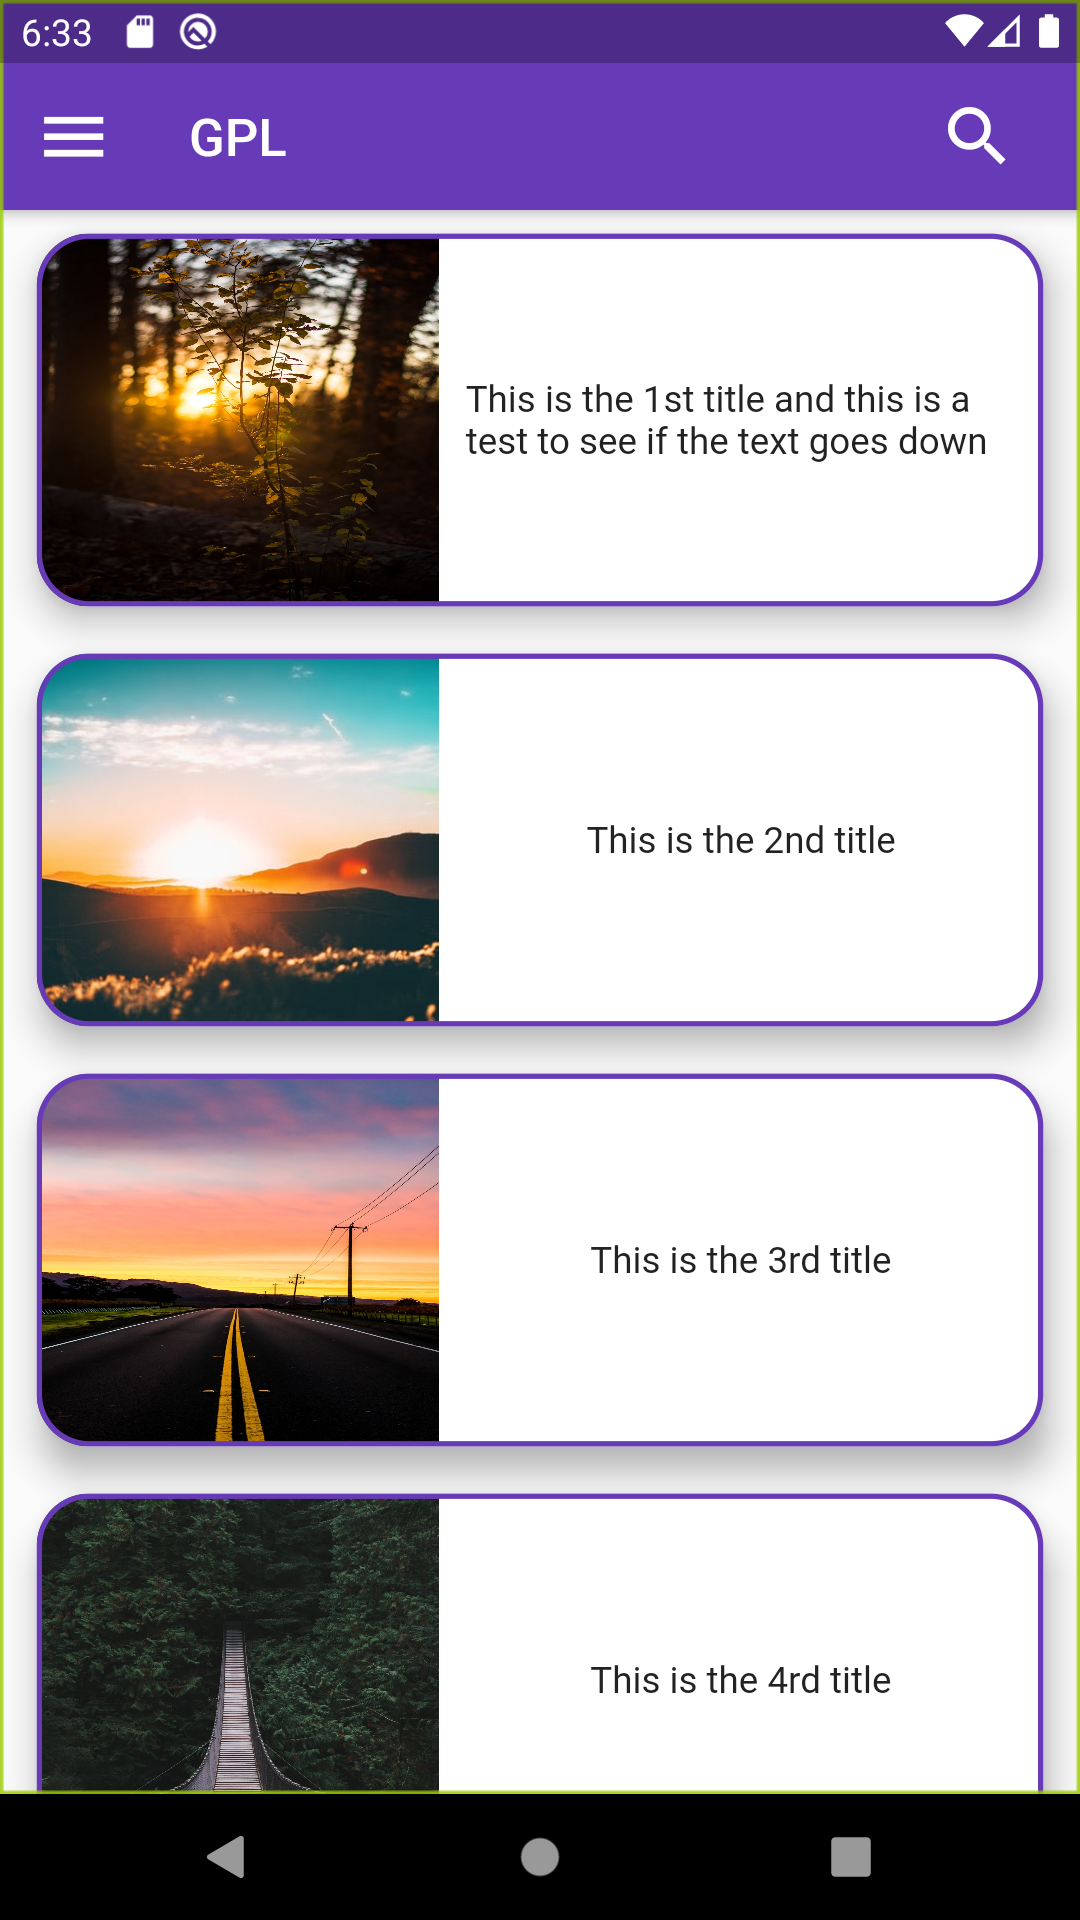 6:33
GPL
This is the 1st title and this is a
test to see if the text goes down
This is the 2nd title
This is the 3rd title
This is the 4rd title